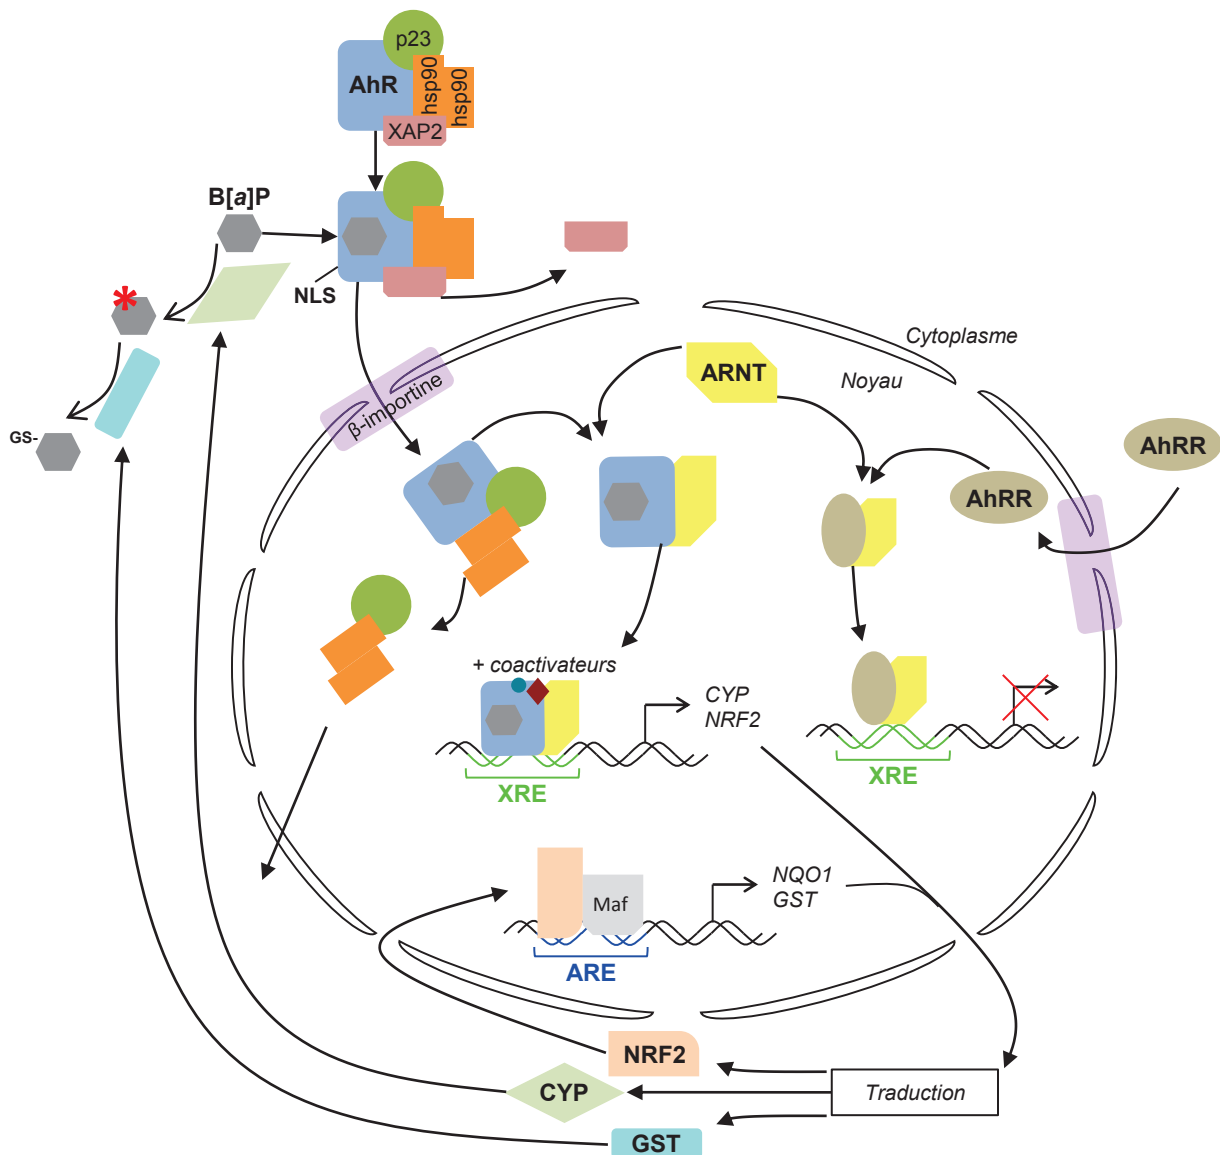 p23
AhR
hsp90
hsp90
XAP2
B[a]P
NLS
*
Cytoplasme
ARNT
Noyau
β-importine
GS-
AhRR
AhRR
+ coactivateurs
CYP
NRF2
XRE
XRE
NQO1
GST
Maf
ARE
NRF2
CYP
Traduction
GST